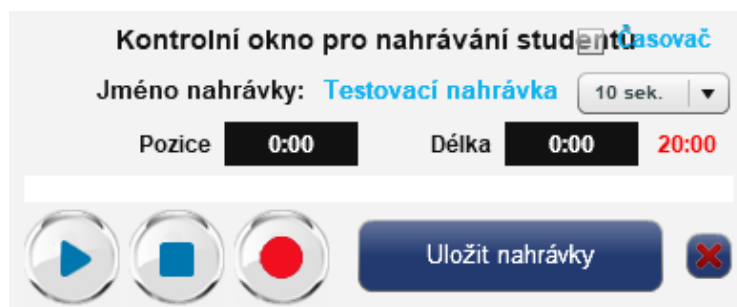 Kontrolní okno pro nahrávání studentů Časovač
Jméno nahrávky: Testovací nahrávka 10 sek.
Pozice 0:00 Délka 0:00 20:00
Uložit nahrávky